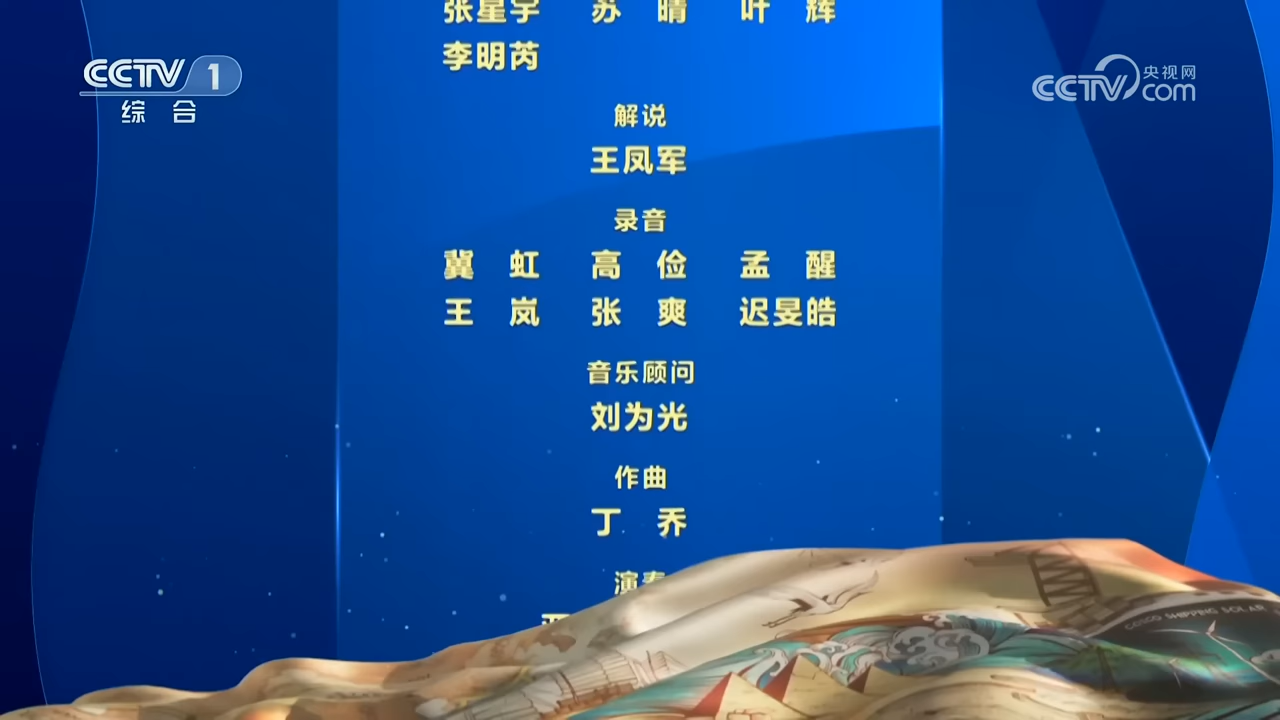 张星宇 苏晴 叶辉
李明芮
CCTV 1
综合
CCTV 央视网
com
解说
王凤军
录音
冀虹 高俭 孟醒
王岚 张爽 迟旻皓
音乐顾问
刘为光
作曲
丁乔
演奏
COSCO SHIPPING SOLAR